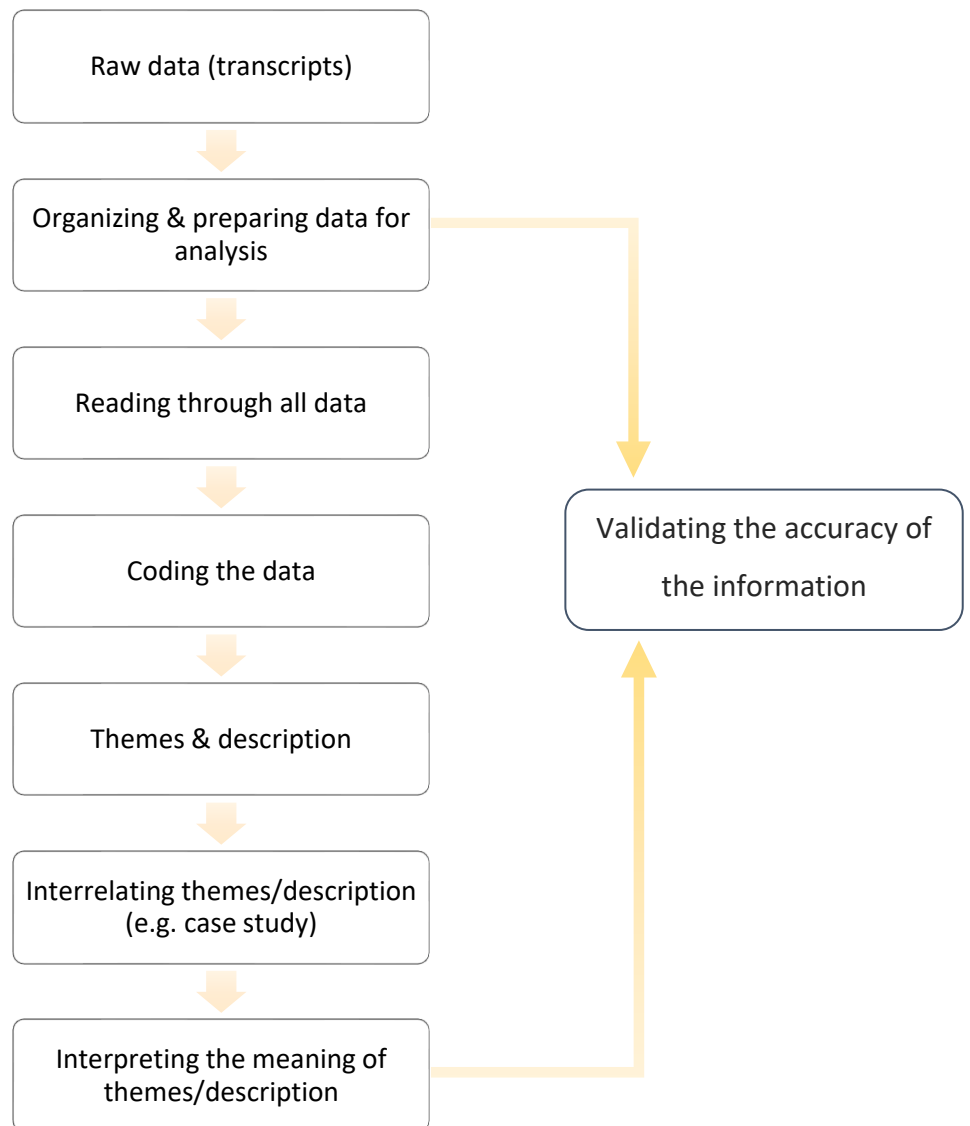 Raw data (transcripts)
Organizing & preparing data for
analysis
Reading through all data
Coding the data
Themes & description
Interrelating themes/description
(e.g. case study)
Interpreting the meaning of
themes/description
Validating the accuracy of
the information